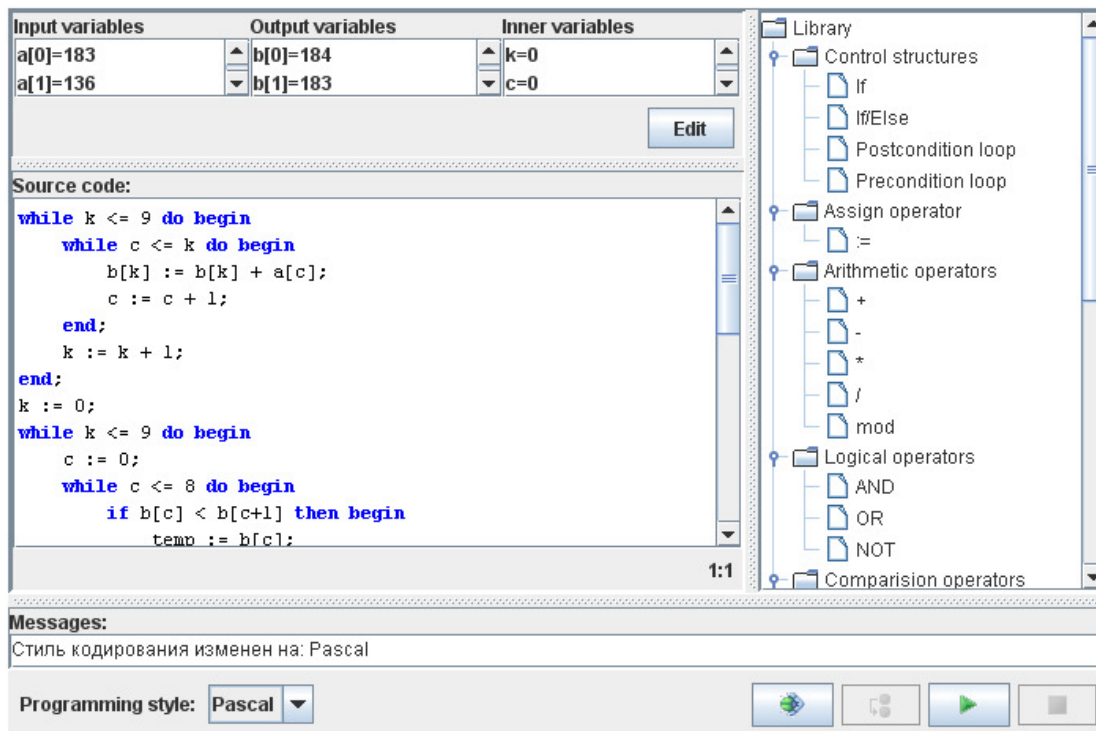 Input variables Output variables Inner variables
a[0]=183 b[0]=184 k=0
a[1]=136 b[1]=183 c=0
Edit
Source code:
while k <= 9 do begin
while c <= k do begin
b[k] := b[k] + a[c];
c := c + 1;
end;
k := k + 1;
end;
k := 0;
while k <= 9 do begin
c := 0;
while c <= 8 do begin
if b[c] < b[c+1] then begin
temp := b[c];
1:1
Library
Control structures
If
If/Else
Postcondition loop
Precondition loop
Assign operator
:=
Arithmetic operators
+
-
*
/
mod
Logical operators
AND
OR
NOT
Comparision operators
Messages:
Стиль кодирования изменен на: Pascal
Programming style: Pascal